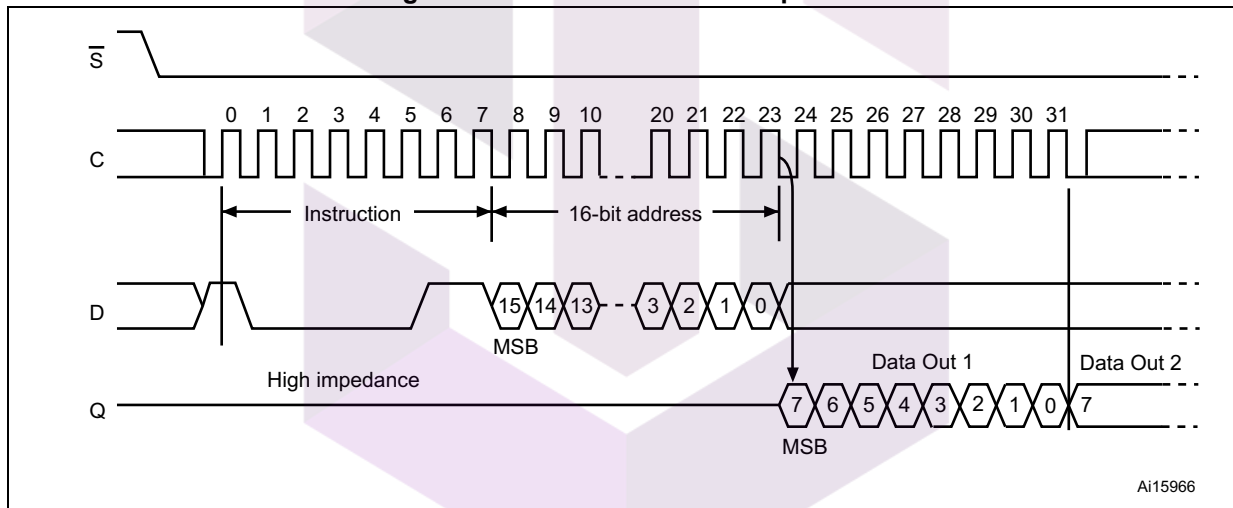 S̅
0 1 2 3 4 5 6 7 8 9 10 20 21 22 23 24 25 26 27 28 29 30 31
C
Instruction 16-bit address
D 15 14 13 3 2 1 0
MSB
High impedance Data Out 1 Data Out 2
Q 7 6 5 4 3 2 1 0 7
MSB
Ai15966